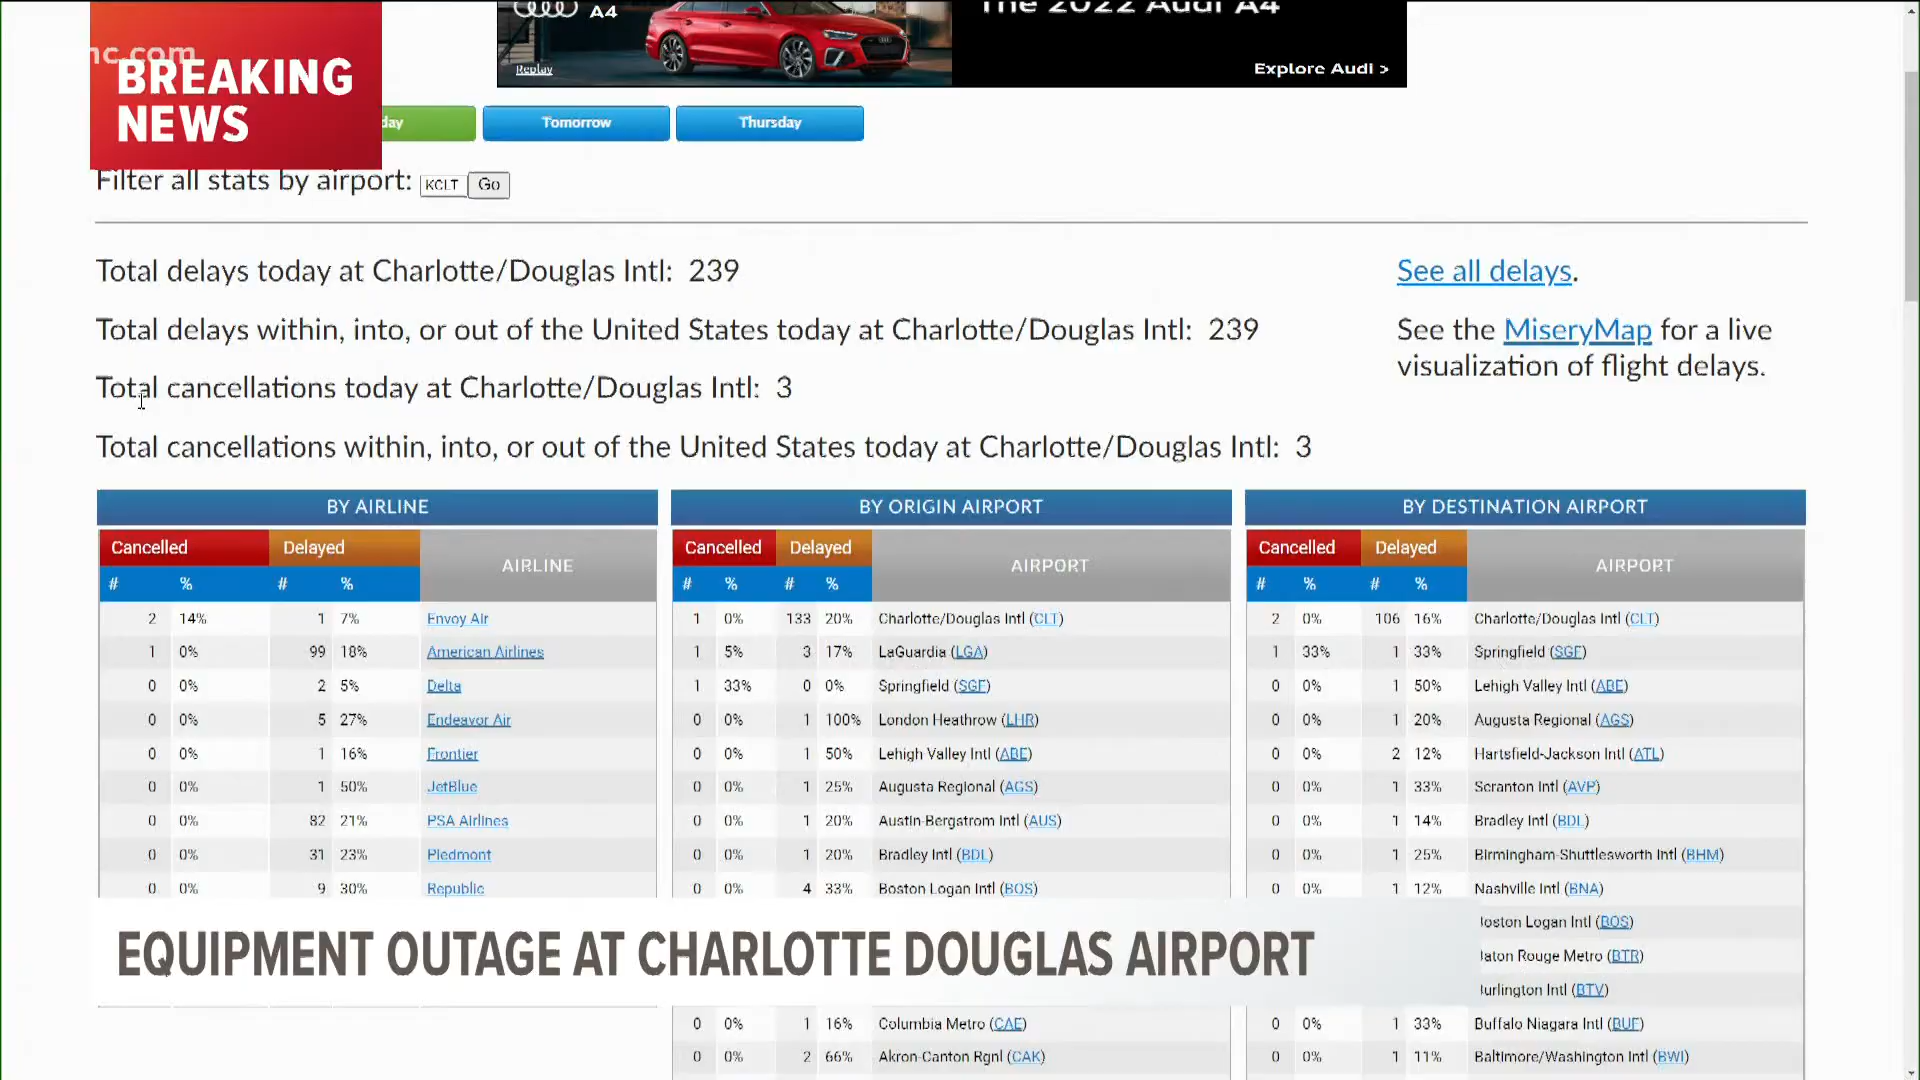 A4
The 2022 Audi A4
Replay
Explore Audi >
nc.com
BREAKING
NEWS
day
Tomorrow
Thursday
Filter all stats by airport: KCLT Go
Total delays today at Charlotte/Douglas Intl: 239
See all delays.
Total delays within, into, or out of the United States today at Charlotte/Douglas Intl: 239
See the MiseryMap for a live
visualization of flight delays.
Total cancellations today at Charlotte/Douglas Intl: 3
Total cancellations within, into, or out of the United States today at Charlotte/Douglas Intl: 3
BY AIRLINE
Cancelled Delayed AIRLINE
# % # %
2 14% 1 7% Envoy Air
1 0% 99 18% American Airlines
0 0% 2 5% Delta
0 0% 5 27% Endeavor Air
0 0% 1 16% Frontier
0 0% 1 50% JetBlue
0 0% 82 21% PSA Airlines
0 0% 31 23% Piedmont
0 0% 9 30% Republic
BY ORIGIN AIRPORT
Cancelled Delayed AIRPORT
# % # %
1 0% 133 20% Charlotte/Douglas Intl (CLT)
1 5% 3 17% LaGuardia (LGA)
1 33% 0 0% Springfield (SGF)
0 0% 1 100% London Heathrow (LHR)
0 0% 1 50% Lehigh Valley Intl (ABE)
0 0% 1 25% Augusta Regional (AGS)
0 0% 1 20% Austin-Bergstrom Intl (AUS)
0 0% 1 20% Bradley Intl (BDL)
0 0% 4 33% Boston Logan Intl (BOS)
0 0% 1 16% Columbia Metro (CAE)
0 0% 2 66% Akron-Canton Rgnl (CAK)
BY DESTINATION AIRPORT
Cancelled Delayed AIRPORT
# % # %
2 0% 106 16% Charlotte/Douglas Intl (CLT)
1 33% 1 33% Springfield (SGF)
0 0% 1 50% Lehigh Valley Intl (ABE)
0 0% 1 20% Augusta Regional (AGS)
0 0% 2 12% Hartsfield-Jackson Intl (ATL)
0 0% 1 33% Scranton Intl (AVP)
0 0% 1 14% Bradley Intl (BDL)
0 0% 1 25% Birmingham-Shuttlesworth Intl (BHM)
0 0% 1 12% Nashville Intl (BNA)
oston Logan Intl (BOS)
aton Rouge Metro (BTR)
urlington Intl (BTV)
0 0% 1 33% Buffalo Niagara Intl (BUF)
0 0% 1 11% Baltimore/Washington Intl (BWI)
EQUIPMENT OUTAGE AT CHARLOTTE DOUGLAS AIRPORT